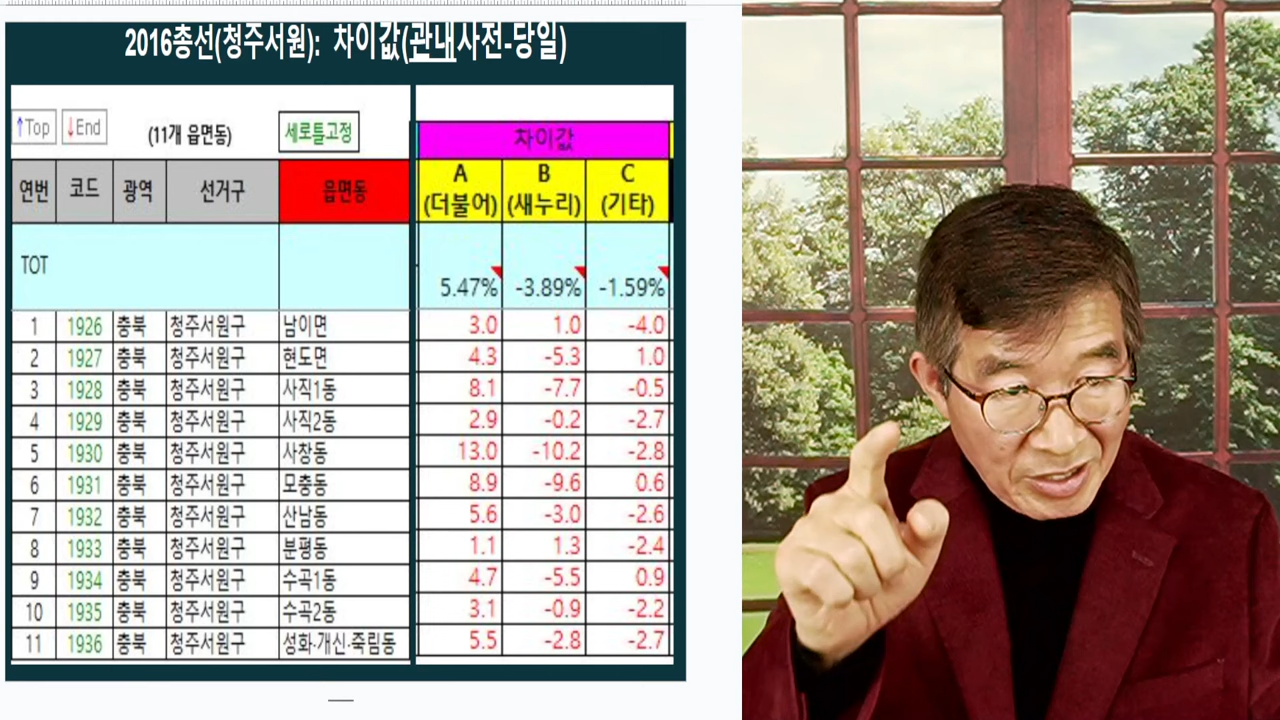 2016총선(청주서원): 차이값(관내사전-당일)
↑Top ↓End (11개 읍면동) 세로틀고정
차이값
연번 코드 광역 선거구 읍면동 A (더불어) B (새누리) C (기타)
TOT 5.47% -3.89% -1.59%
1 1926 충북 청주서원구 남이면 3.0 1.0 -4.0
2 1927 충북 청주서원구 현도면 4.3 -5.3 1.0
3 1928 충북 청주서원구 사직1동 8.1 -7.7 -0.5
4 1929 충북 청주서원구 사직2동 2.9 -0.2 -2.7
5 1930 충북 청주서원구 사창동 13.0 -10.2 -2.8
6 1931 충북 청주서원구 모충동 8.9 -9.6 0.6
7 1932 충북 청주서원구 산남동 5.6 -3.0 -2.6
8 1933 충북 청주서원구 분평동 1.1 1.3 -2.4
9 1934 충북 청주서원구 수곡1동 4.7 -5.5 0.9
10 1935 충북 청주서원구 수곡2동 3.1 -0.9 -2.2
11 1936 충북 청주서원구 성화·개신·죽림동 5.5 -2.8 -2.7